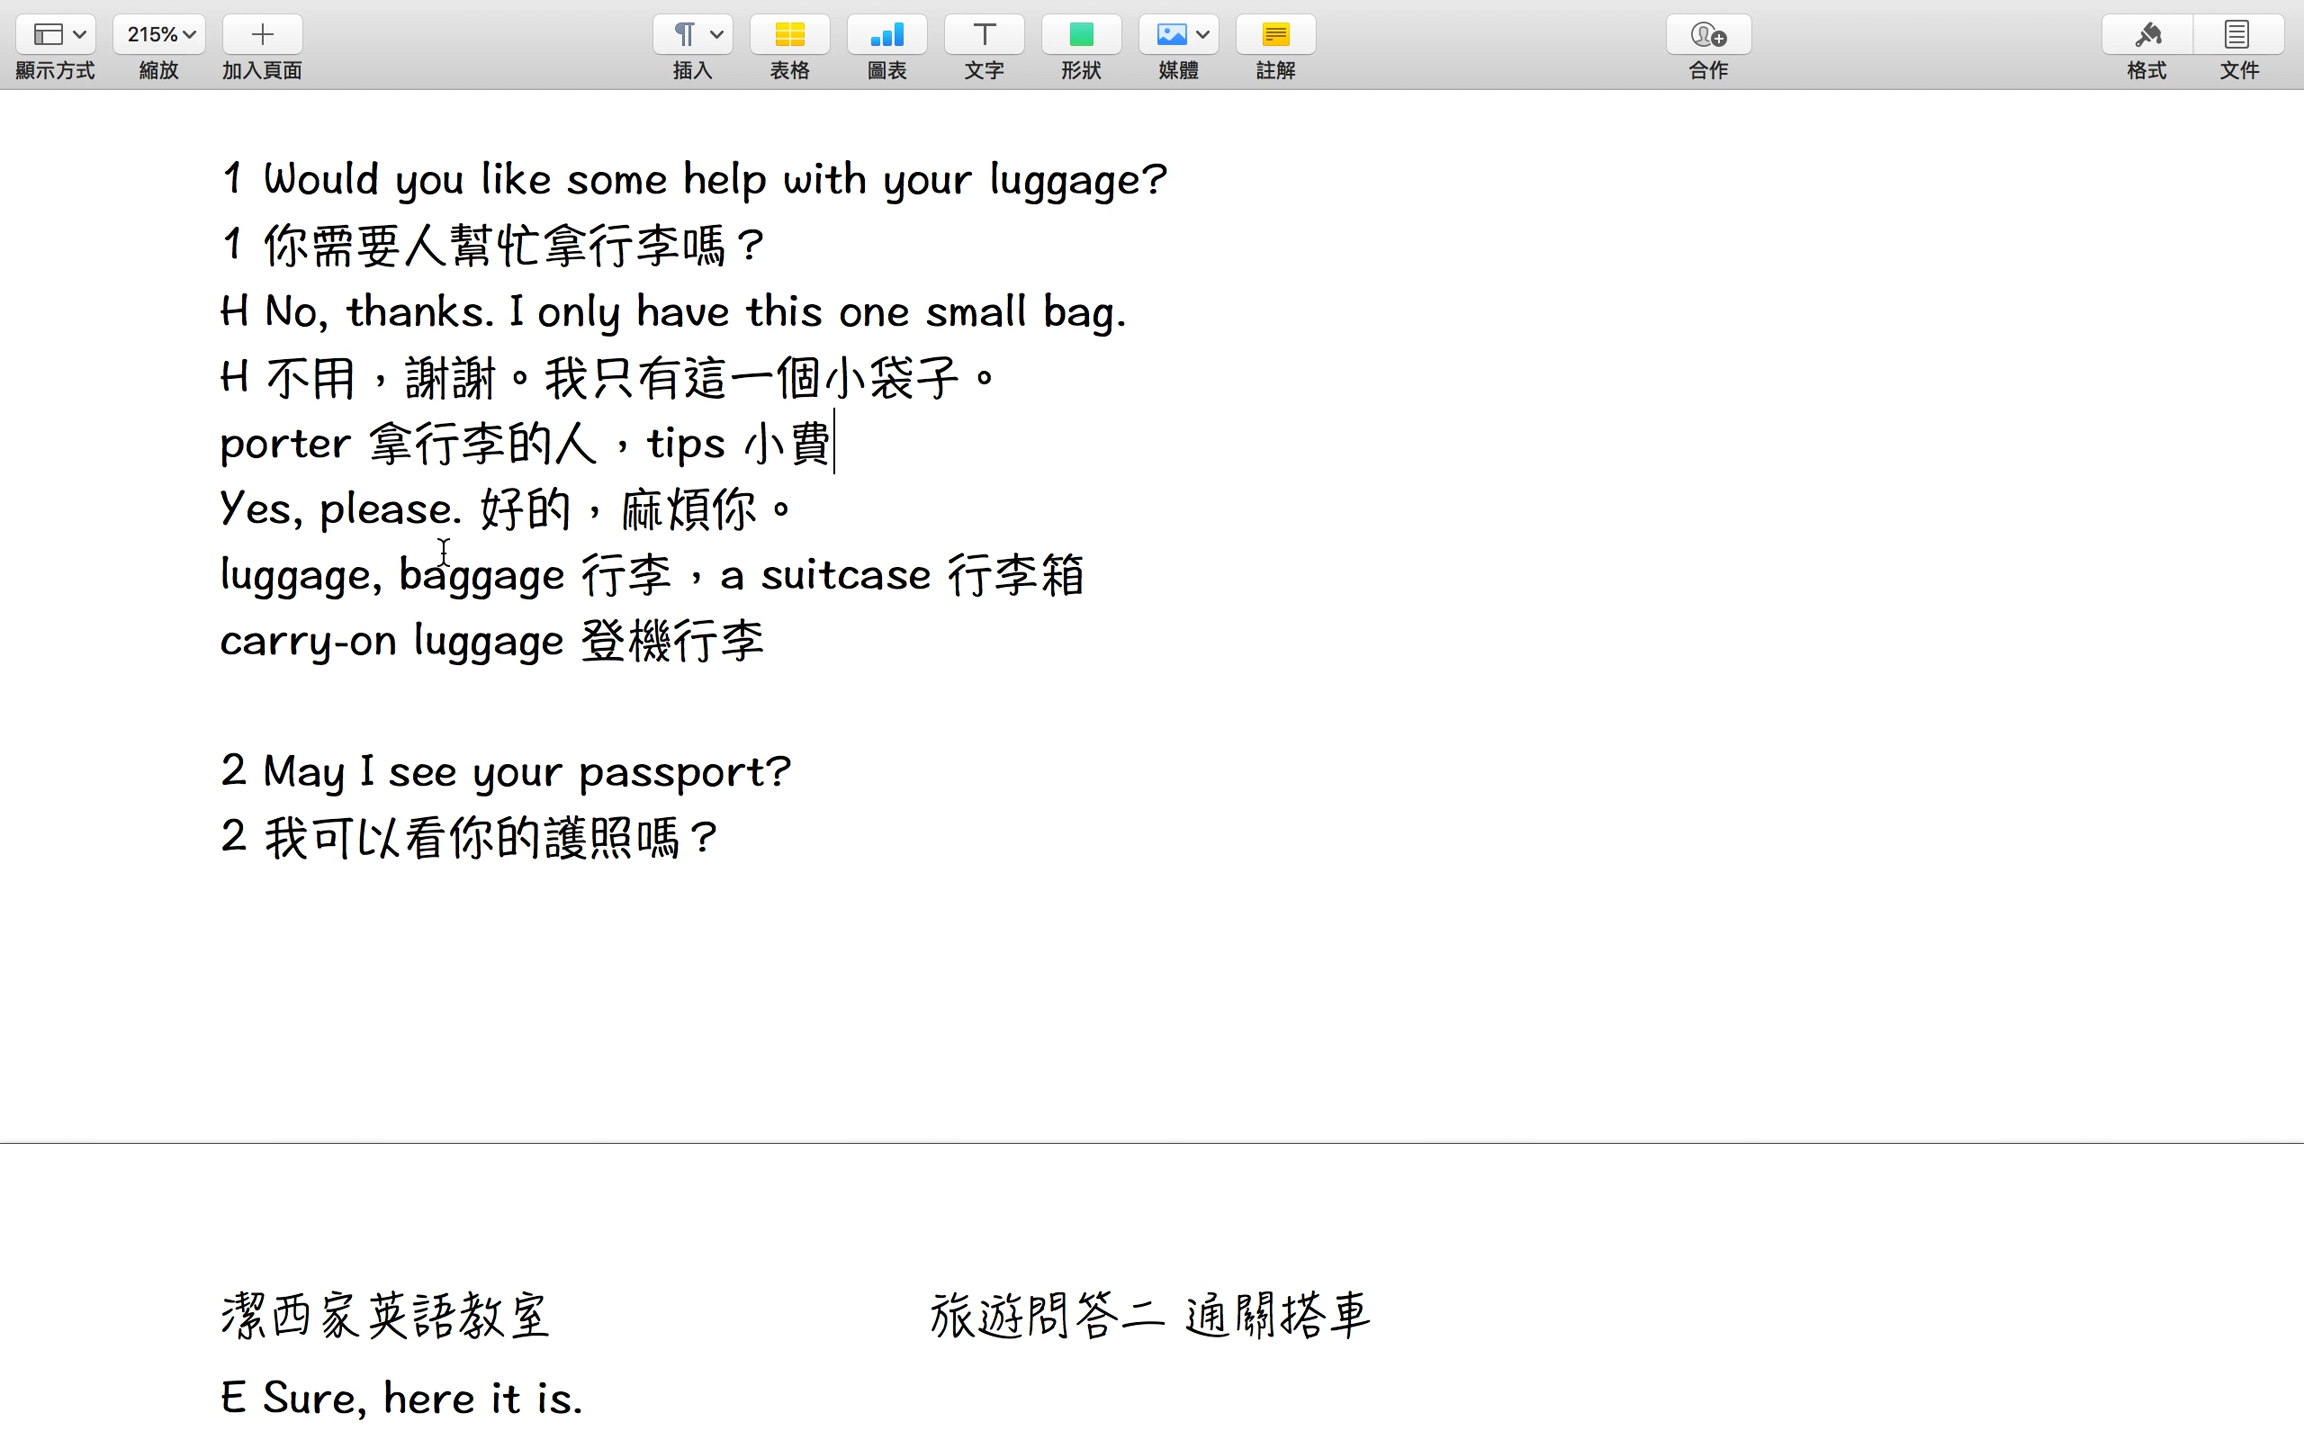 215%
顯示方式 縮放 加入頁面 插入 表格 圖表 文字 形狀 媒體 註解 合作 格式 文件
1 Would you like some help with your luggage?
1 你需要人幫忙拿行李嗎？
H No, thanks. I only have this one small bag.
H 不用，謝謝。我只有這一個小袋子。
porter 拿行李的人，tips 小費
Yes, please. 好的，麻煩你。
luggage, baggage 行李，a suitcase 行李箱
carry-on luggage 登機行李
2 May I see your passport?
2 我可以看你的護照嗎？
潔西家英語教室 旅遊問答二 通關搭車
E Sure, here it is.